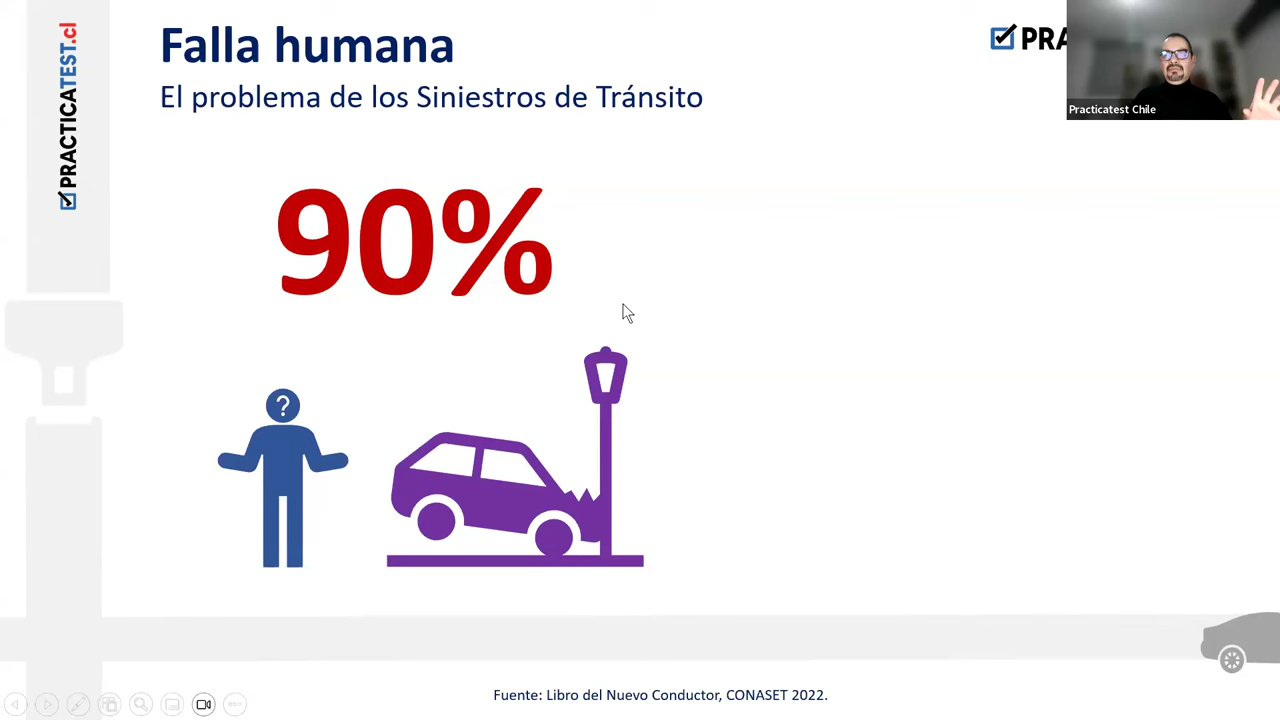 PRACTICATEST.cl
Falla humana
El problema de los Siniestros de Tránsito
PRA
Practicatest Chile
90%
?
Fuente: Libro del Nuevo Conductor, CONASET 2022.